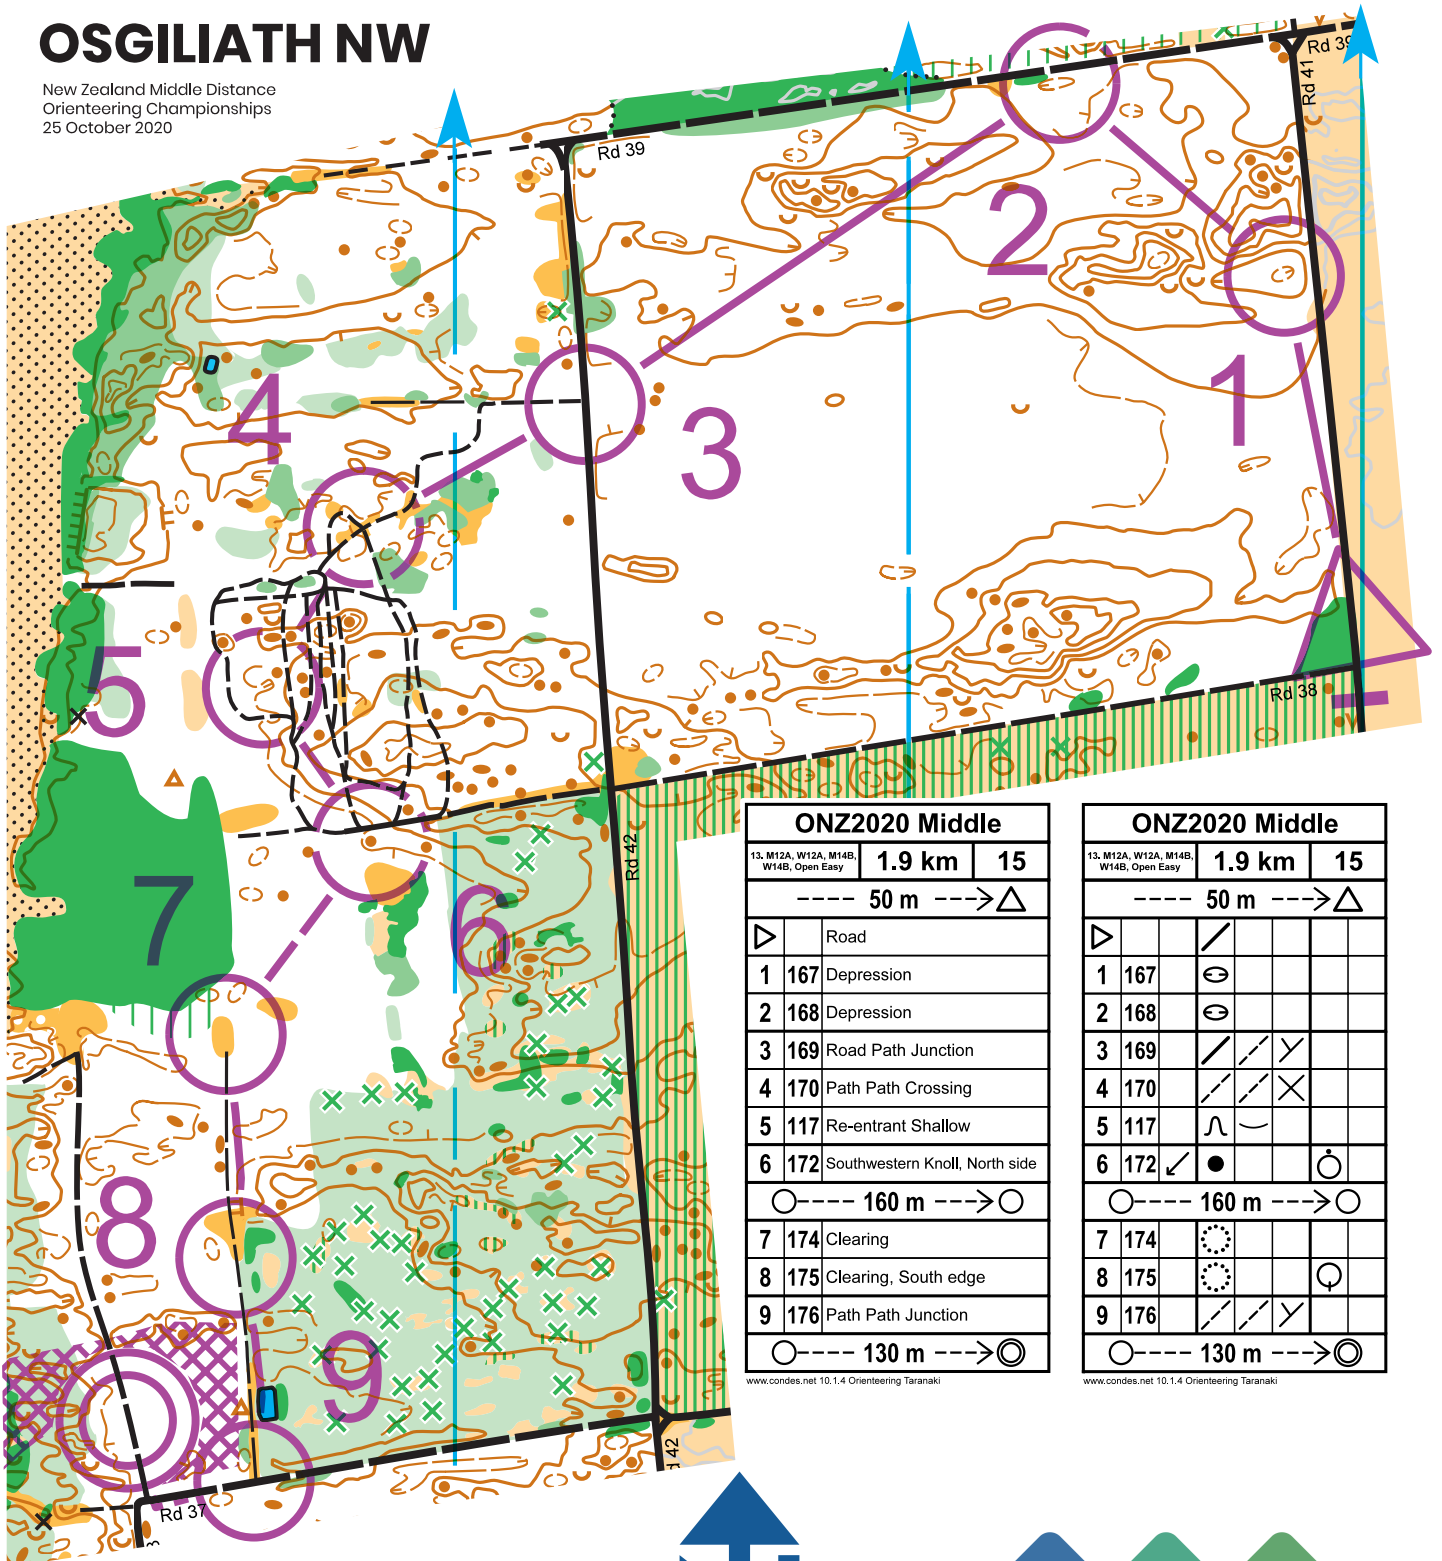 OSGILIATH NW
New Zealand Middle Distance
Orienteering Championships
25 October 2020
Rd 39
Rd 41
Rd 39
2
1
4
3
5
Rd 38
Rd 42
6
7
8
9
Rd 37
42
ONZ2020 Middle
13. M12A, W12A, M14B,
W14B, Open Easy
1.9 km
15
50 m
Road
1 167 Depression
2 168 Depression
3 169 Road Path Junction
4 170 Path Path Crossing
5 117 Re-entrant Shallow
6 172 Southwestern Knoll, North side
160 m
7 174 Clearing
8 175 Clearing, South edge
9 176 Path Path Junction
130 m
www.condes.net 10.1.4 Orienteering Taranaki
ONZ2020 Middle
13. M12A, W12A, M14B,
W14B, Open Easy
1.9 km
15
50 m
1 167
2 168
3 169
4 170
5 117
6 172
160 m
7 174
8 175
9 176
130 m
www.condes.net 10.1.4 Orienteering Taranaki